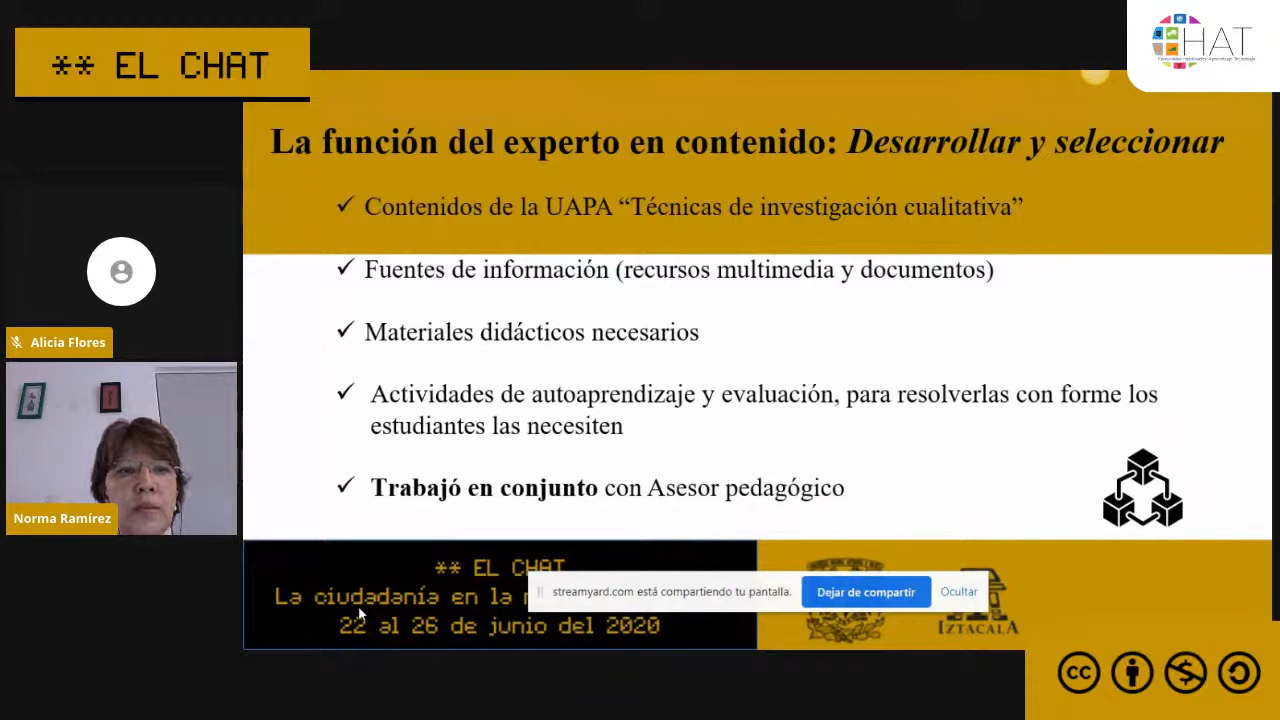 ** EL CHAT
HAT
La función del experto en contenido: Desarrollar y seleccionar
✓ Contenidos de la UAPA “Técnicas de investigación cualitativa”
✓ Fuentes de información (recursos multimedia y documentos)
✓ Materiales didácticos necesarios
✓ Actividades de autoaprendizaje y evaluación, para resolverlas con forme los
estudiantes las necesiten
✓ Trabajó en conjunto con Asesor pedagógico
Alicia Flores
Norma Ramírez
** EL CHAT
La ciudadanía en la
22 al 26 de junio del 2020
streamyard.com está compartiendo tu pantalla.
Dejar de compartir
Ocultar
IZTACALA
cc